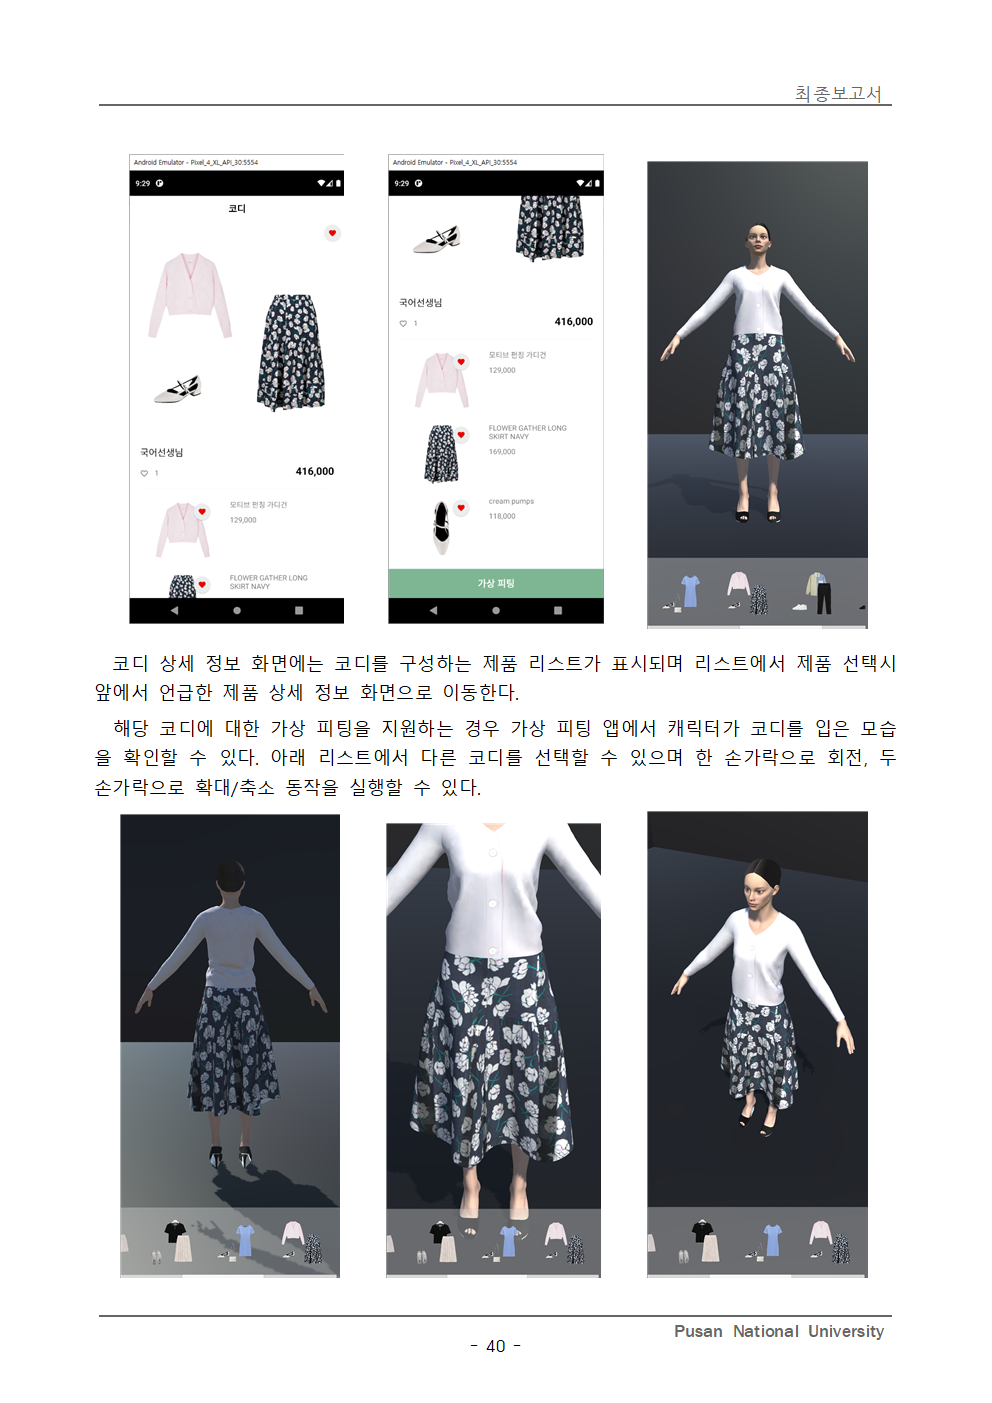 최종보고서
Android Emulator - Pixel_4_XL_API_30:5554
9:29
코디
국어선생님
1
416,000
모티브 펀칭 가디건
129,000
FLOWER GATHER LONG
SKIRT NAVY
Android Emulator - Pixel_4_XL_API_30:5554
9:29
국어선생님
1
416,000
모티브 펀칭 가디건
129,000
FLOWER GATHER LONG
SKIRT NAVY
169,000
cream pumps
118,000
가상 피팅
코디 상세 정보 화면에는 코디를 구성하는 제품 리스트가 표시되며 리스트에서 제품 선택시
앞에서 언급한 제품 상세 정보 화면으로 이동한다.
해당 코디에 대한 가상 피팅을 지원하는 경우 가상 피팅 앱에서 캐릭터가 코디를 입은 모습
을 확인할 수 있다. 아래 리스트에서 다른 코디를 선택할 수 있으며 한 손가락으로 회전, 두
손가락으로 확대/축소 동작을 실행할 수 있다.
Pusan National University
- 40 -